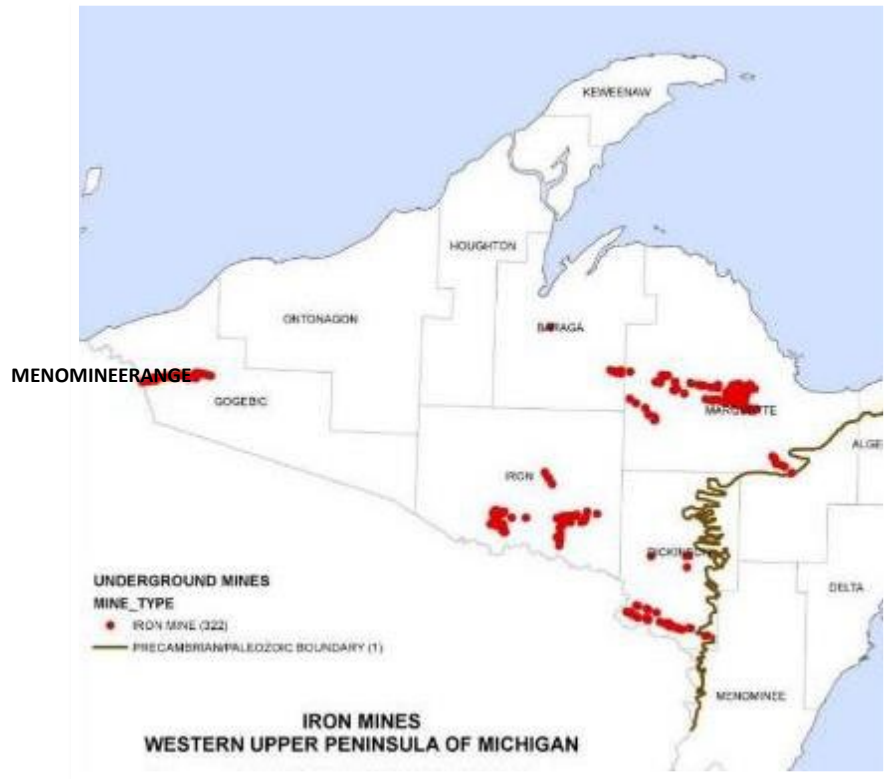 KEWEENAW
HOUGHTON
ONTONAGON
BARAGA
MENOMINEERANGE
GOGEBIC
MARQUETTE
ALGE
IRON
DICKINSON
DELTA
UNDERGROUND MINES
MINE_TYPE
IRON MINE (322)
PRECAMBRIAN/PALEOZOIC BOUNDARY (1)
MENOMINEE
IRON MINES
WESTERN UPPER PENINSULA OF MICHIGAN